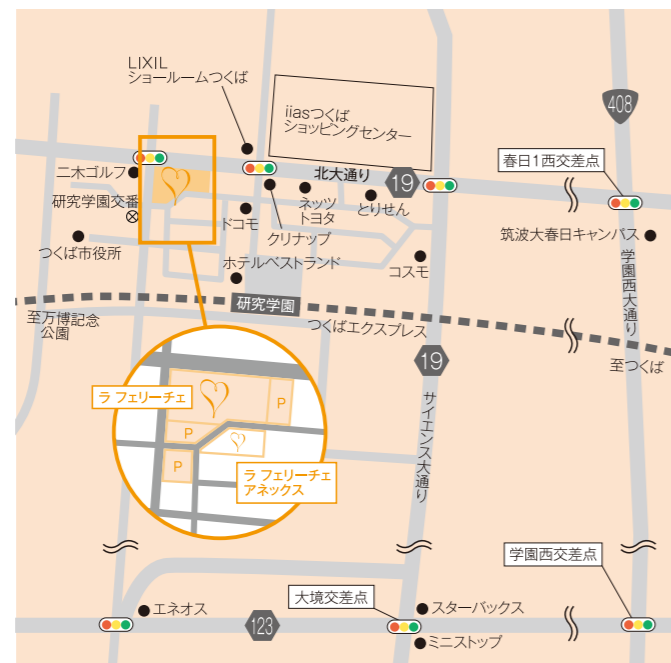 LIXIL
ショールームつくば
iiasつくば
ショッピングセンター
408
春日1西交差点
北大通り
19
二木ゴルフ
研究学園交番
つくば市役所
ドコモ
クリナップ
ネッツ
トヨタ
とりせん
コスモ
筑波大春日キャンパス
学園西大通り
ホテルベストランド
研究学園
つくばエクスプレス
至万博記念
公園
至つくば
19
サイエンス大通り
ラ フェリーチェ
P
P
P
ラ フェリーチェ
アネックス
学園西交差点
大境交差点
エネオス
123
スターバックス
ミニストップ